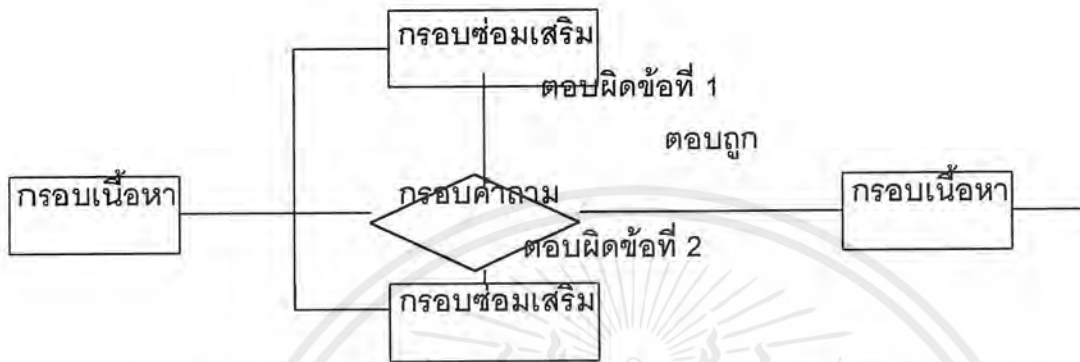 กรอบซ่อมเสริม
ตอบผิดข้อที่ 1
ตอบถูก
กรอบเนื้อหา
กรอบคำถาม
กรอบเนื้อหา
ตอบผิดข้อที่ 2
กรอบซ่อมเสริม